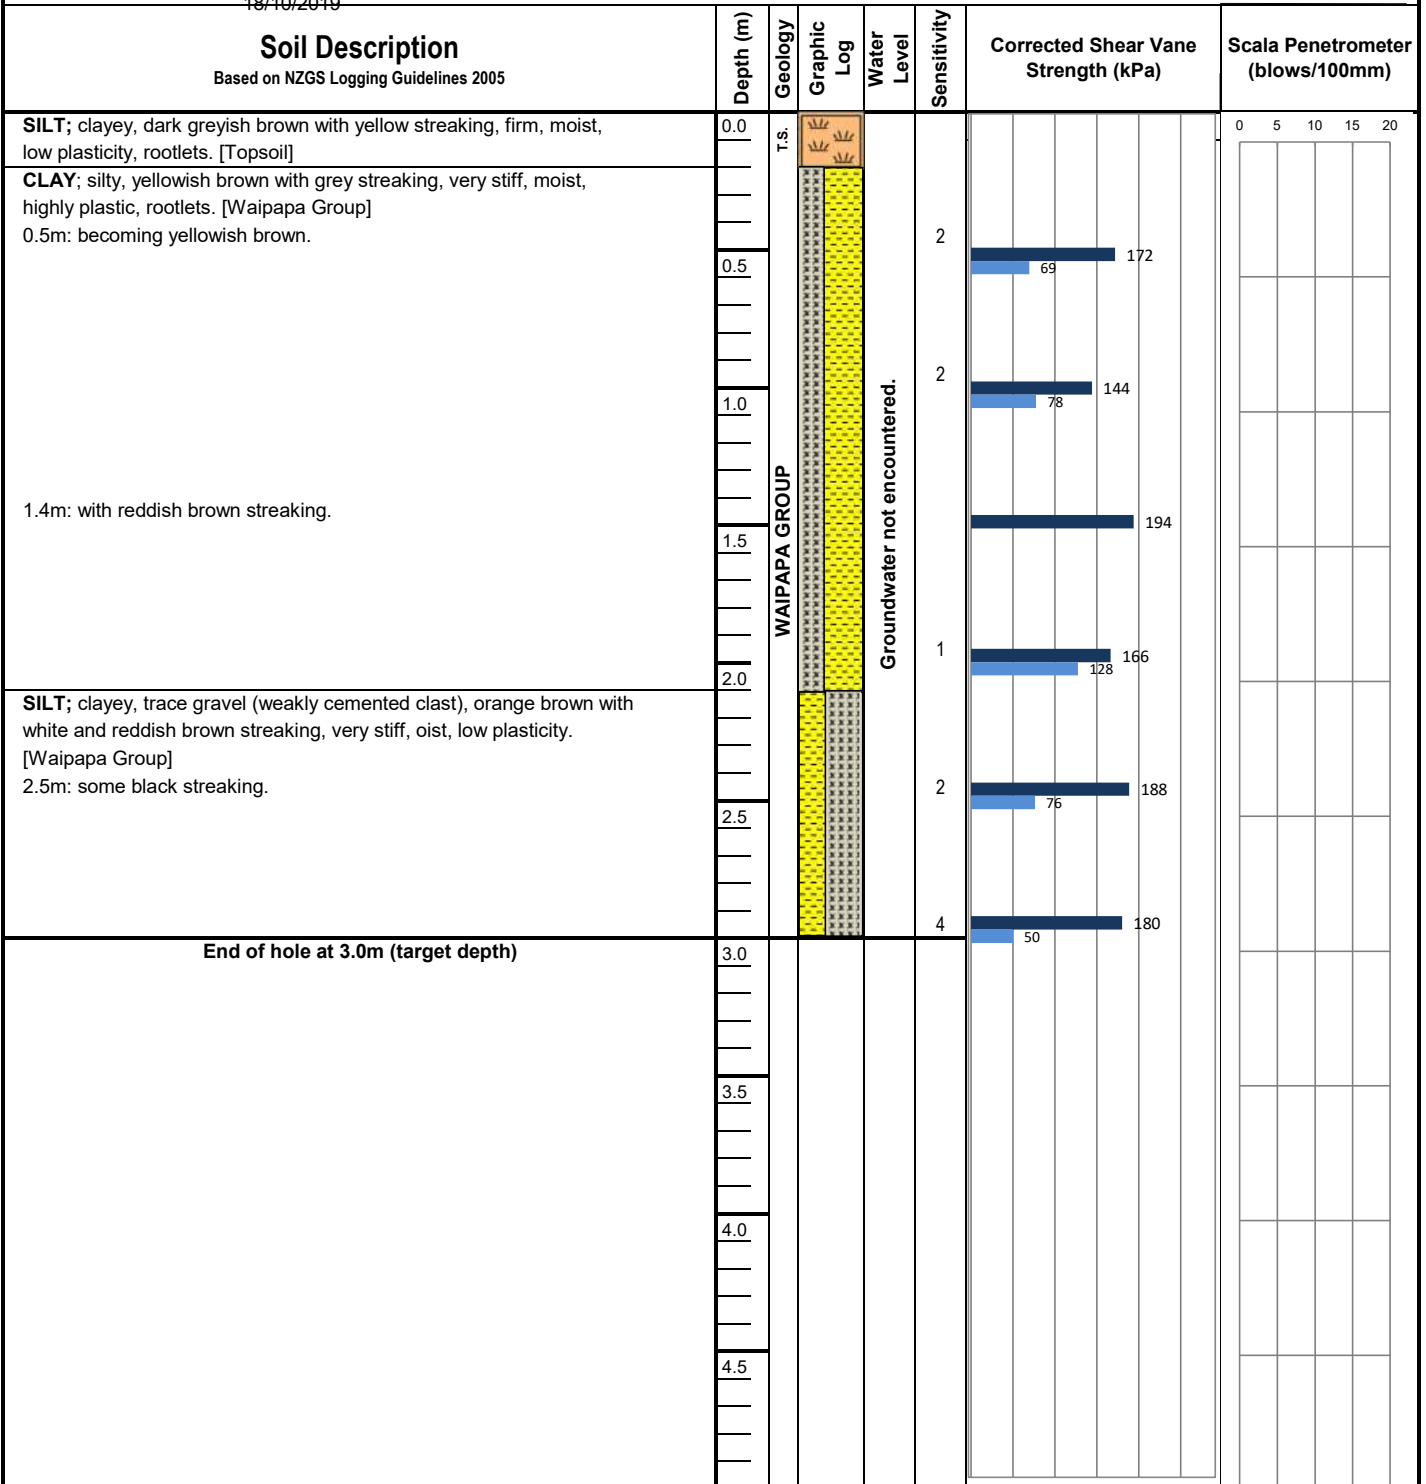 18/10/2019
Soil Description
Based on NZGS Logging Guidelines 2005
Depth (m)
Geology
Graphic
Log
Water
Level
Sensitivity
Corrected Shear Vane
Strength (kPa)
Scala Penetrometer
(blows/100mm)
0 5 10 15 20
SILT; clayey, dark greyish brown with yellow streaking, firm, moist,
low plasticity, rootlets. [Topsoil]
0.0
T.S.
CLAY; silty, yellowish brown with grey streaking, very stiff, moist,
highly plastic, rootlets. [Waipapa Group]
0.5m: becoming yellowish brown.
2
172
0.5
69
2
144
1.0
78
WAIPAPA GROUP
Groundwater not encountered.
1.4m: with reddish brown streaking.
194
1.5
1
166
128
2.0
SILT; clayey, trace gravel (weakly cemented clast), orange brown with
white and reddish brown streaking, very stiff, oist, low plasticity.
[Waipapa Group]
2.5m: some black streaking.
2
188
76
2.5
4
180
50
End of hole at 3.0m (target depth)
3.0
3.5
4.0
4.5